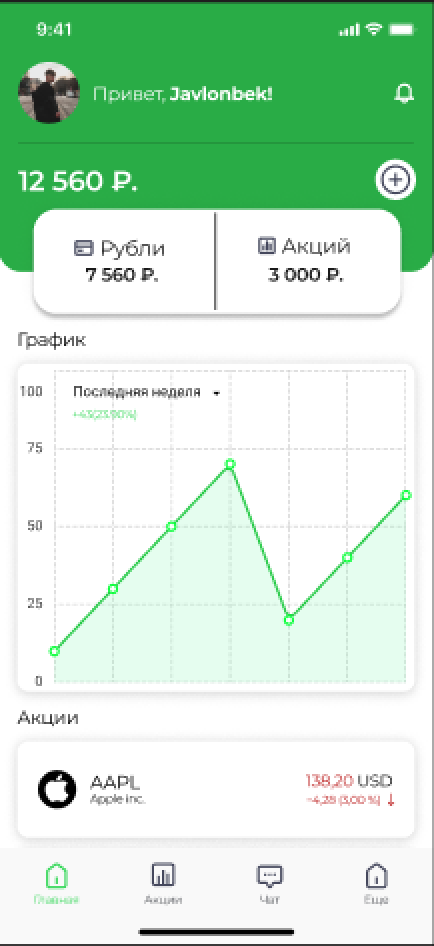 9:41
Привет, Javlonbek!
12 560 ₽.
Рубли
7 560 ₽.
Акций
3 000 ₽.
График
100
Последняя неделя
+43(23,90%)
75
50
25
0
Акции
AAPL
138,20 USD
Apple Inc.
-4,28 (3,00 %) ↓
Главная
Акции
Чат
Еще